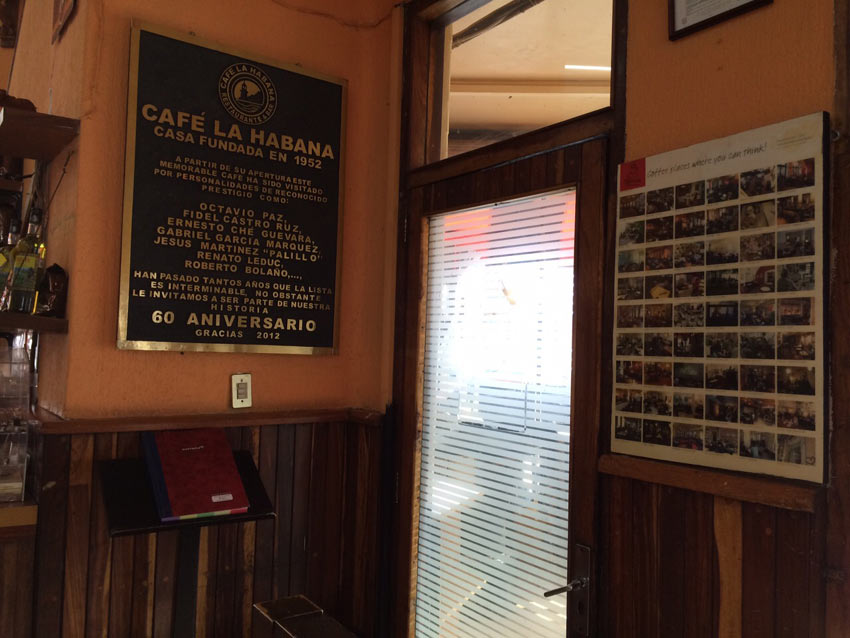 CAFÉ LA HABANA
RESTAURANTE & BAR
CAFÉ LA HABANA
CASA FUNDADA EN 1952
A PARTIR DE SU APERTURA ESTE
MEMORABLE CAFÉ HA SIDO VISITADO
POR PERSONALIDADES DE RECONOCIDO
PRESTIGIO COMO:
OCTAVIO PAZ,
FIDEL CASTRO RUZ,
ERNESTO CHÉ GUEVARA,
GABRIEL GARCÍA MARQUEZ,
JESUS MARTINEZ "PALILLO"
RENATO LEDUC,
ROBERTO BOLAÑO,...,
HAN PASADO TANTOS AÑOS QUE LA LISTA
ES INTERMINABLE, NO OBSTANTE
LE INVITAMOS A SER PARTE DE NUESTRA
HISTORIA
60 ANIVERSARIO
GRACIAS 2012
Coffee places where you can think!